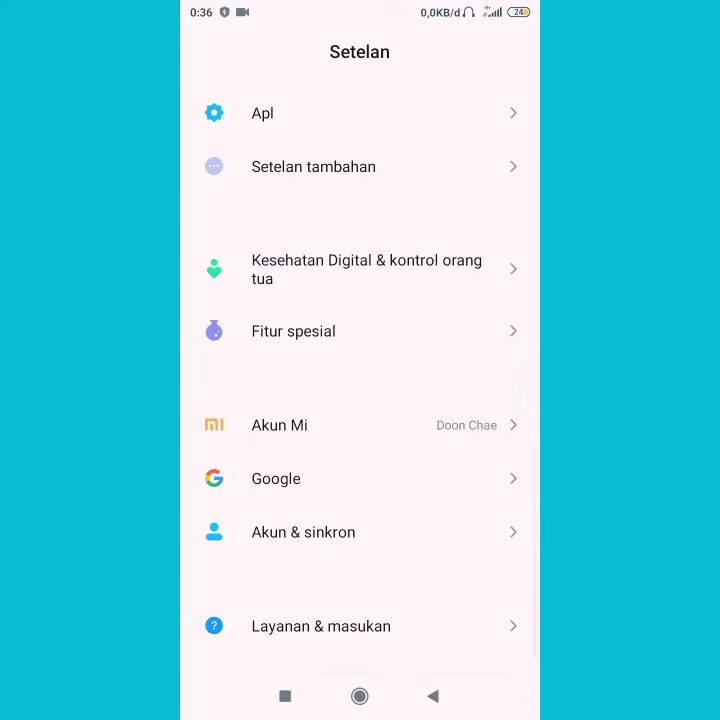 0:36 0,0KB/d 24
Setelan
Apl
Setelan tambahan
Kesehatan Digital & kontrol orang
tua
Fitur spesial
Akun Mi Doon Chae
Google
Akun & sinkron
Layanan & masukan